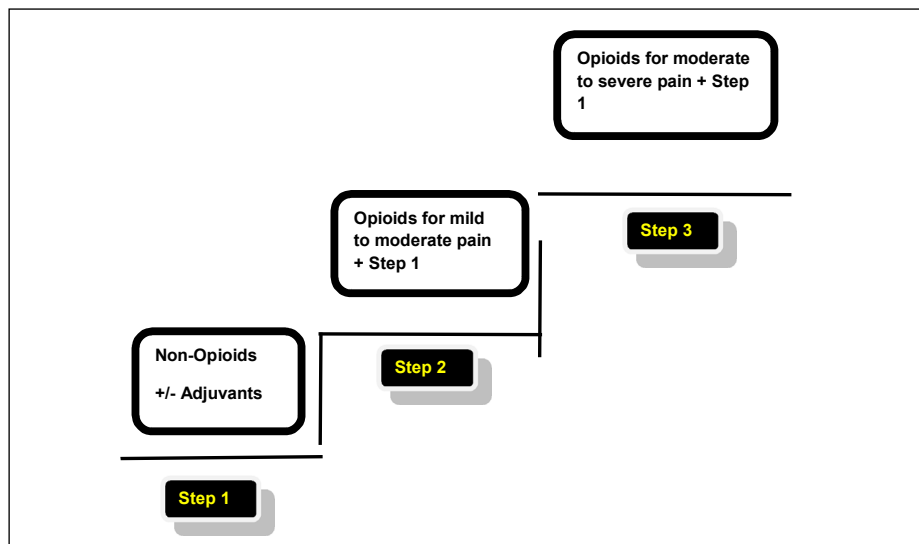 Opioids for moderate
to severe pain + Step
1
Step 3
Opioids for mild
to moderate pain
+ Step 1
Step 2
Non-Opioids
+/- Adjuvants
Step 1